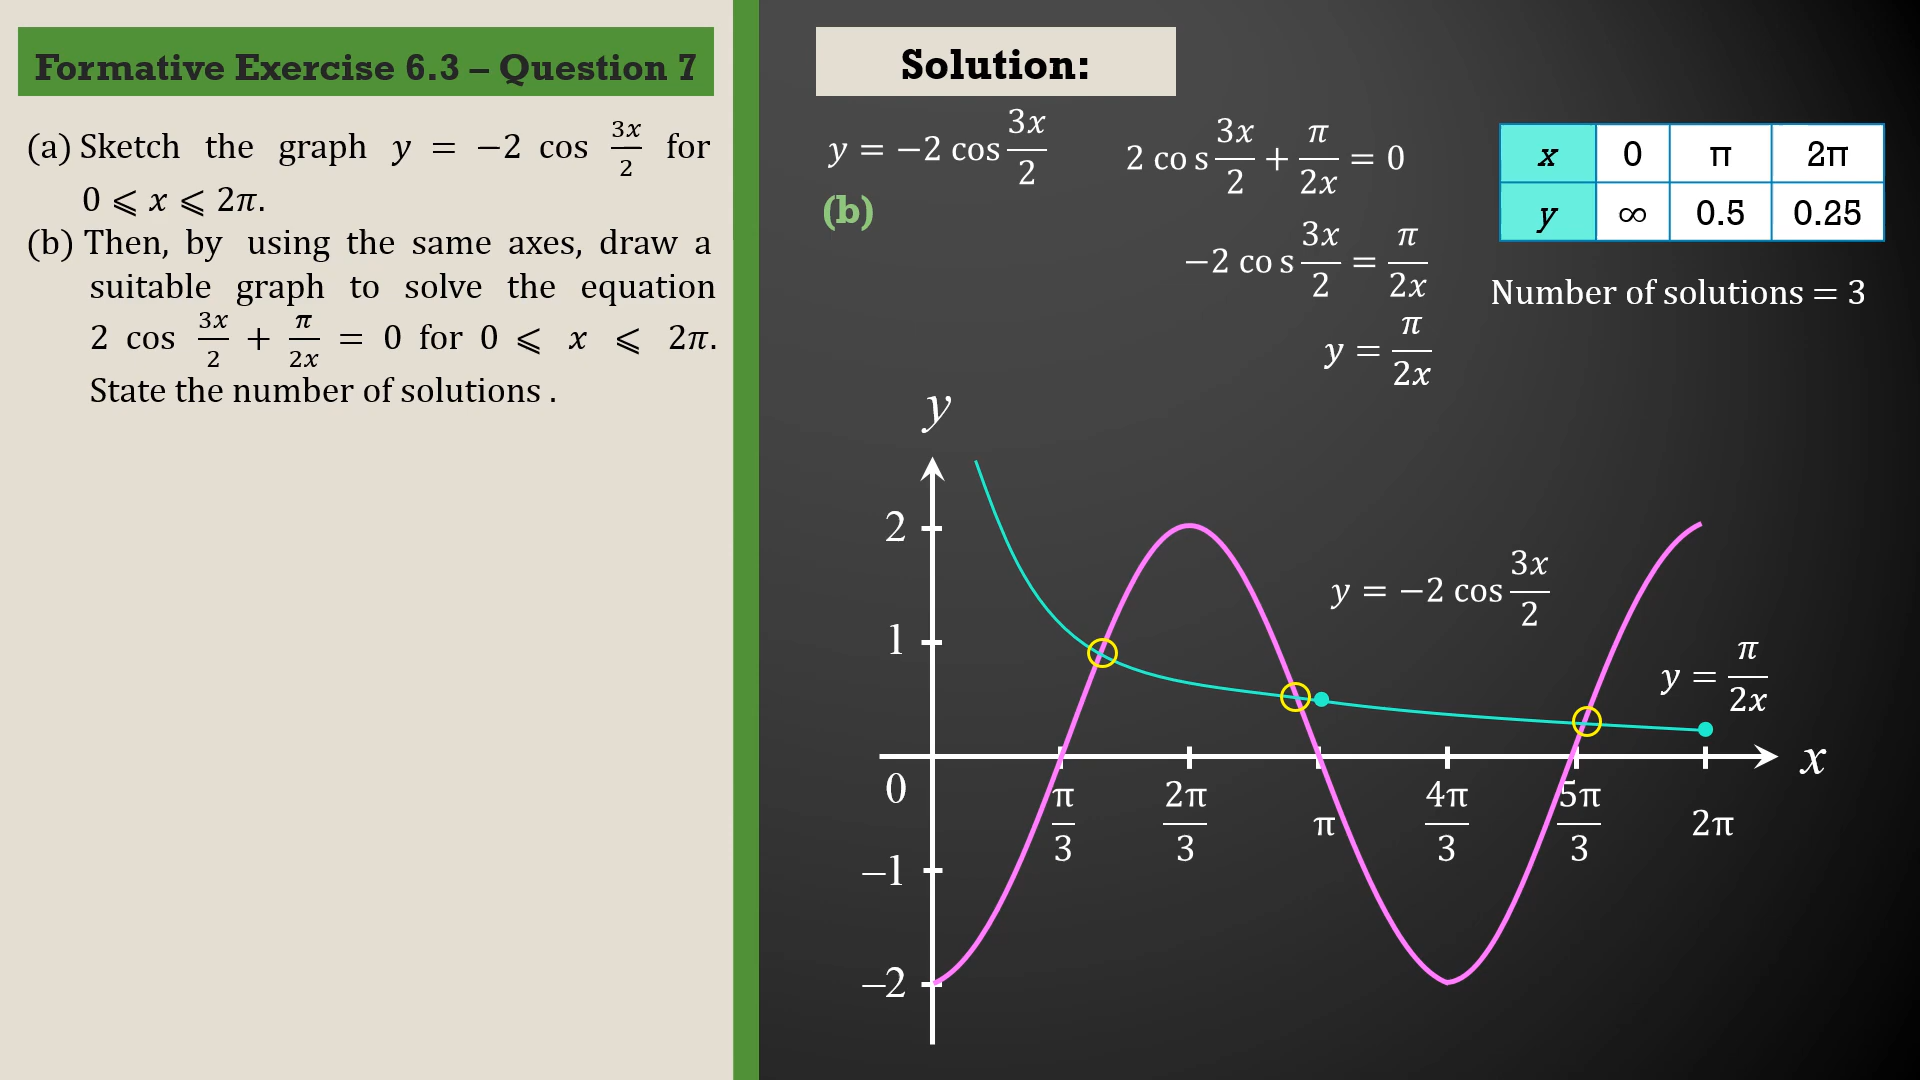 Formative Exercise 6.3 – Question 7
(a) Sketch the graph y = −2 cos 3x/2 for
0 ⩽ x ⩽ 2π.
(b) Then, by using the same axes, draw a
suitable graph to solve the equation
2 cos 3x/2 + π/2x = 0 for 0 ⩽ x ⩽ 2π.
State the number of solutions .
Solution:
y = −2 cos 3x/2
(b)
2 cos 3x/2 + π/2x = 0
−2 cos 3x/2 = π/2x
y = π/2x
x 0 π 2π
y ∞ 0.5 0.25
Number of solutions = 3
y
2
1
0
−1
−2
y = −2 cos 3x/2
y = π/2x
x
π/3 2π/3 π 4π/3 5π/3 2π